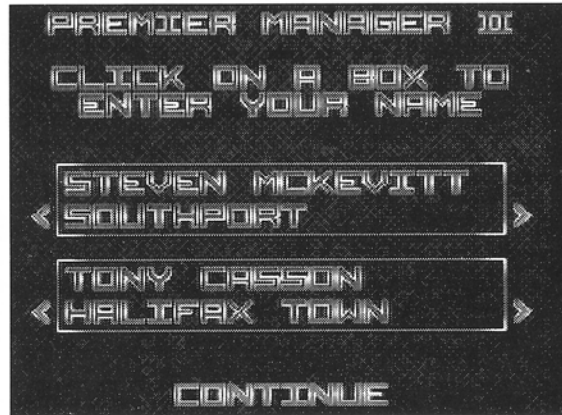 PREMIER MANAGER II
CLICK ON A BOX TO
ENTER YOUR NAME
STEVEN MCKEVITT
SOUTHPORT
TONY CASSON
HALIFAX TOWN
CONTINUE